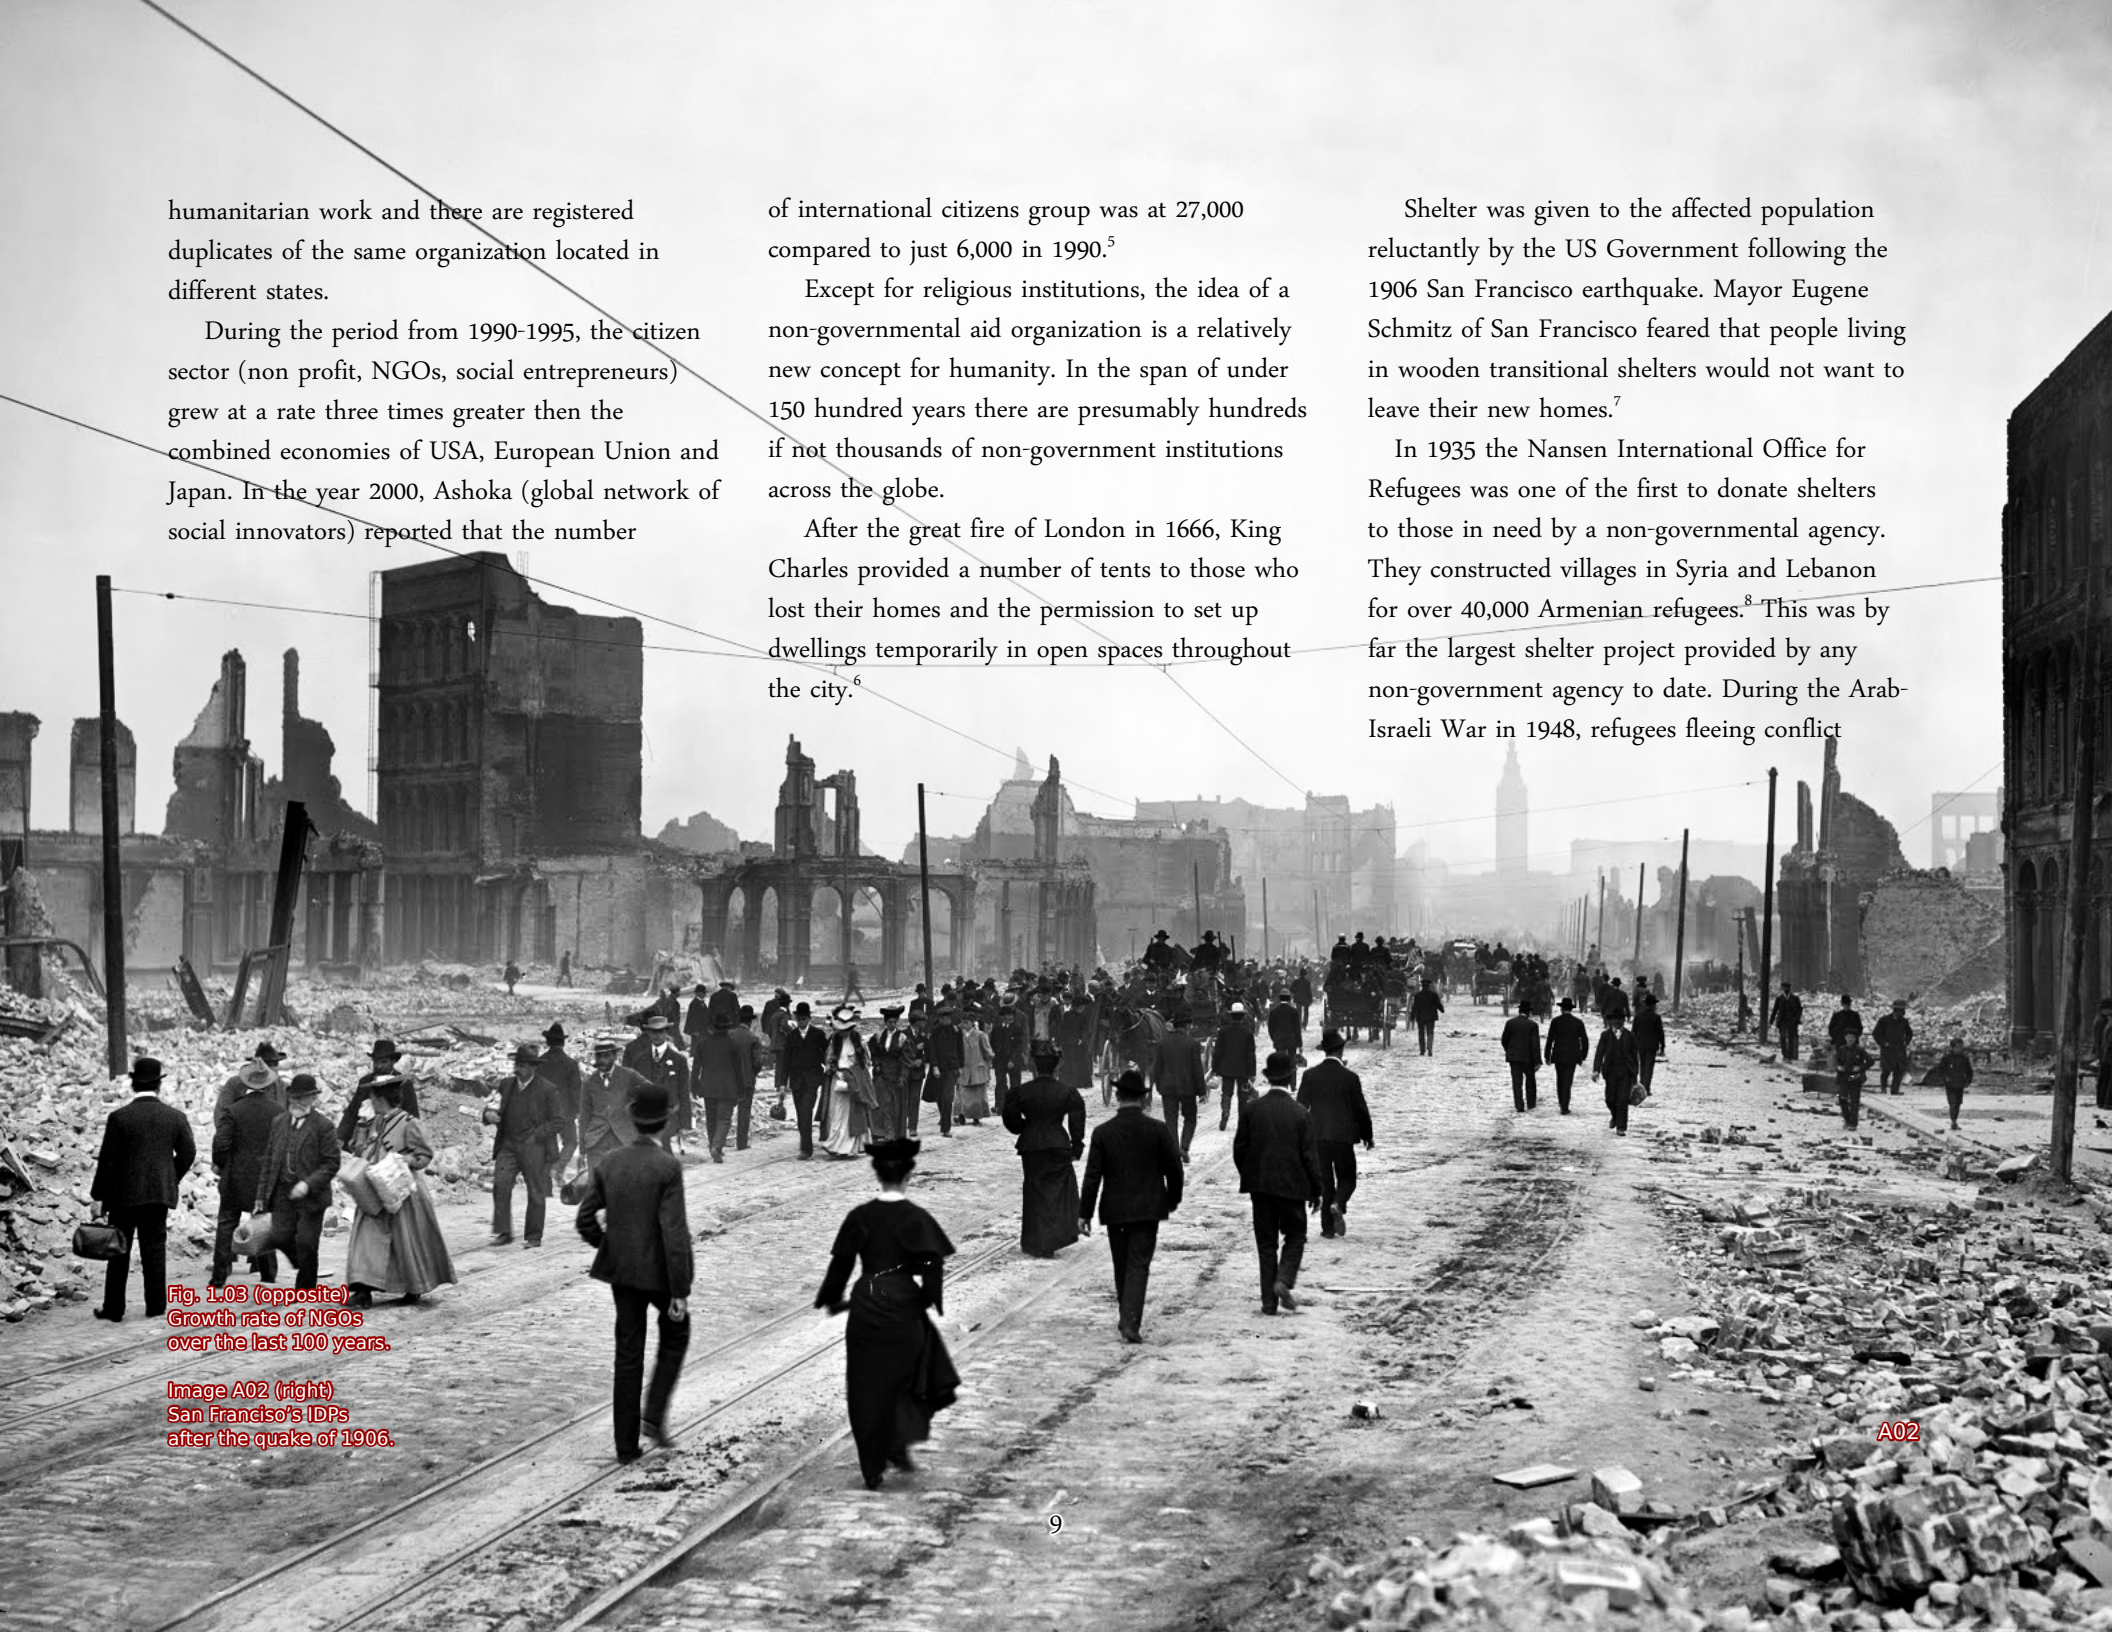 humanitarian work and there are registered
duplicates of the same organization located in
different states.
During the period from 1990-1995, the citizen
sector (non profit, NGOs, social entrepreneurs)
grew at a rate three times greater then the
combined economies of USA, European Union and
Japan. In the year 2000, Ashoka (global network of
social innovators) reported that the number
of international citizens group was at 27,000
compared to just 6,000 in 1990.5
Except for religious institutions, the idea of a
non-governmental aid organization is a relatively
new concept for humanity. In the span of under
150 hundred years there are presumably hundreds
if not thousands of non-government institutions
across the globe.
After the great fire of London in 1666, King
Charles provided a number of tents to those who
lost their homes and the permission to set up
dwellings temporarily in open spaces throughout
the city.6
Shelter was given to the affected population
reluctantly by the US Government following the
1906 San Francisco earthquake. Mayor Eugene
Schmitz of San Francisco feared that people living
in wooden transitional shelters would not want to
leave their new homes.7
In 1935 the Nansen International Office for
Refugees was one of the first to donate shelters
to those in need by a non-governmental agency.
They constructed villages in Syria and Lebanon
for over 40,000 Armenian refugees.8 This was by
far the largest shelter project provided by any
non-government agency to date. During the Arab-
Israeli War in 1948, refugees fleeing conflict
Fig. 1.03 (opposite)
Growth rate of NGOs
over the last 100 years.
Image A02 (right)
San Franciso's IDPs
after the quake of 1906.
A02
9